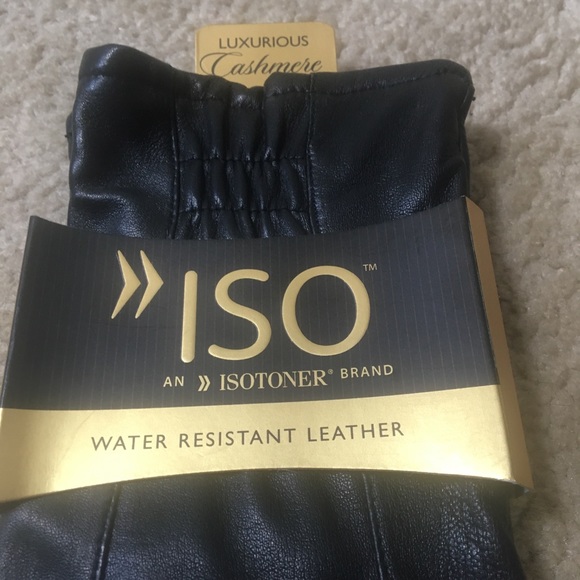 LUXURIOUS
Cashmere
»ISO™
AN » ISOTONER® BRAND
WATER RESISTANT LEATHER